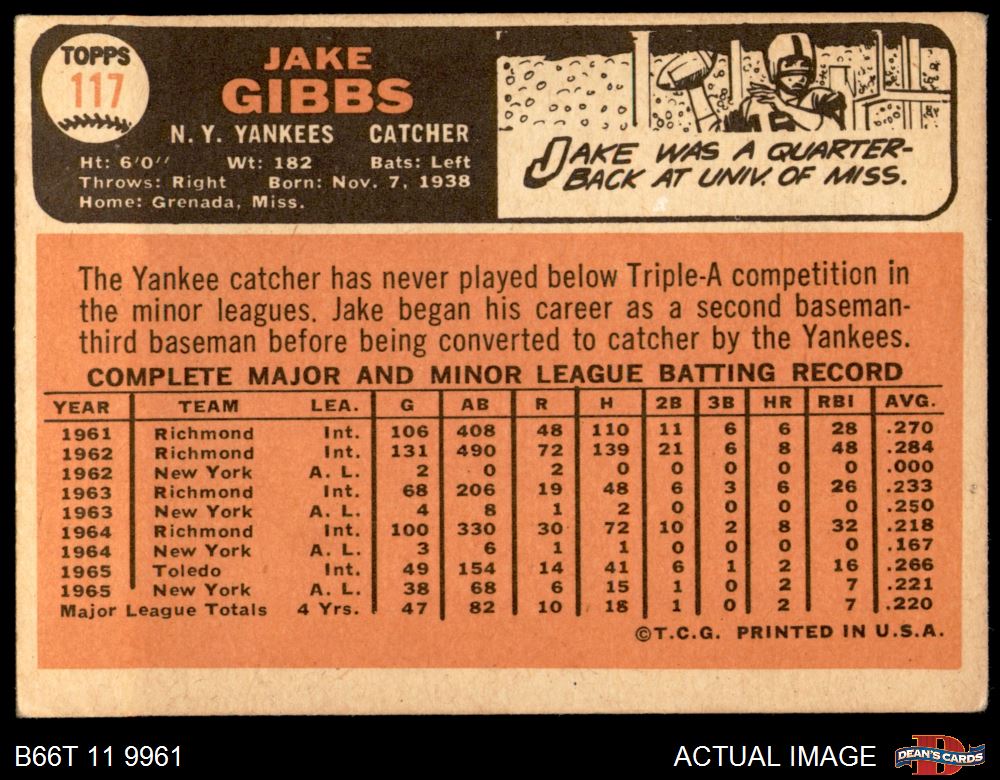 TOPPS
117
JAKE
GIBBS
N. Y. YANKEES CATCHER
Ht: 6'0'' Wt: 182 Bats: Left
Throws: Right Born: Nov. 7, 1938
Home: Grenada, Miss.
JAKE WAS A QUARTER-
BACK AT UNIV. OF MISS.
The Yankee catcher has never played below Triple-A competition in
the minor leagues. Jake began his career as a second baseman-
third baseman before being converted to catcher by the Yankees.
COMPLETE MAJOR AND MINOR LEAGUE BATTING RECORD
YEAR TEAM LEA. G AB R H 2B 3B HR RBI AVG.
1961 Richmond Int. 106 408 48 110 11 6 6 28 .270
1962 Richmond Int. 131 490 72 139 21 6 8 48 .284
1962 New York A. L. 2 0 2 0 0 0 0 0 .000
1963 Richmond Int. 68 206 19 48 6 3 6 26 .233
1963 New York A. L. 4 8 1 2 0 0 0 0 .250
1964 Richmond Int. 100 330 30 72 10 2 8 32 .218
1964 New York A. L. 3 6 1 1 0 0 0 0 .167
1965 Toledo Int. 49 154 14 41 6 1 2 16 .266
1965 New York A. L. 38 68 6 15 1 0 2 7 .221
Major League Totals 4 Yrs. 47 82 10 18 1 0 2 7 .220
©T.C.G. PRINTED IN U.S.A.
B66T 11 9961
ACTUAL IMAGE
DEAN'S CARDS